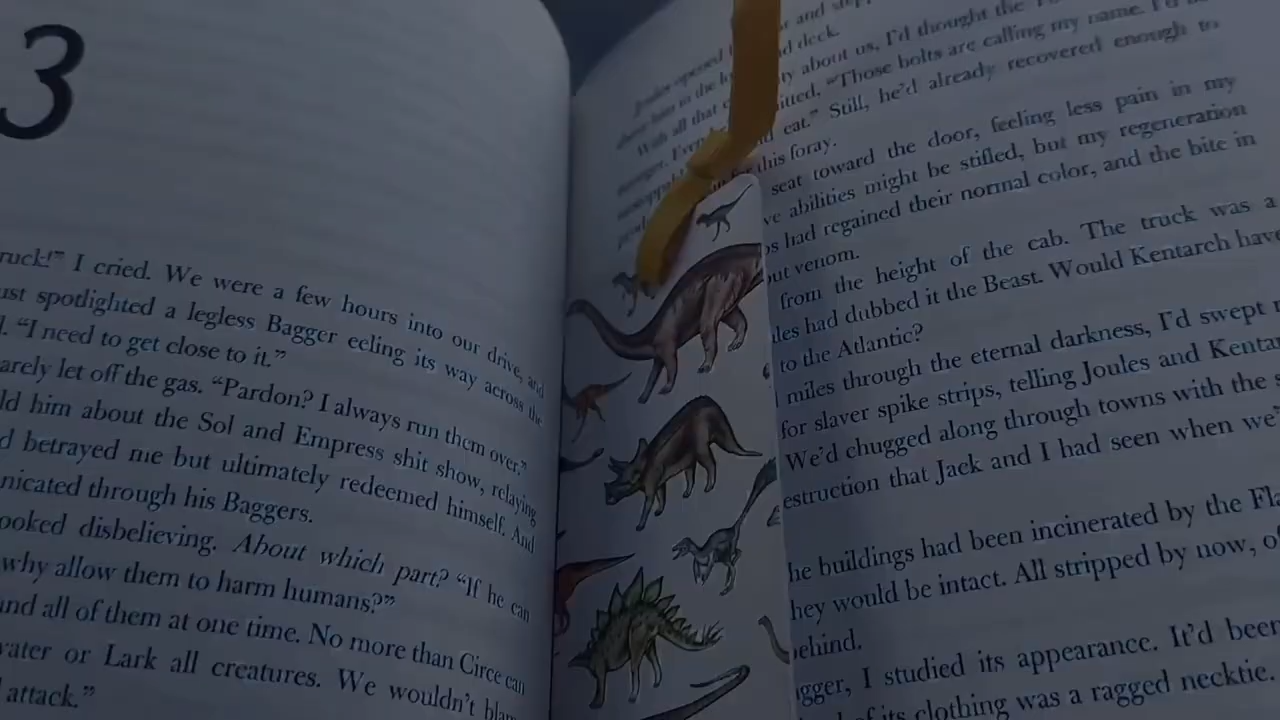 3
ruck!” I cried. We were a few hours into our drive, and
ust spotlighted a legless Bagger eeling its way across the
“I need to get close to it.”
arely let off the gas. “Pardon? I always run them over.”
ld him about the Sol and Empress shit show, relaying
d betrayed me but ultimately redeemed himself. And
nicated through his Baggers.
ooked disbelieving. About which part? “If he can
why allow them to harm humans?”
and all of them at one time. No more than Circe can
vater or Lark all creatures. We wouldn’t blam
attack.”
Joules opened
d deck.
ty about us, I’d thought the
With all that
itted, “Those bolts are calling my name. I’d
cat.” Still, he’d already recovered enough to
this foray.
seat toward the door, feeling less pain in my
ve abilities might be stifled, but my regeneration
s had regained their normal color, and the bite in
ut venom.
from the height of the cab. The truck was a
les had dubbed it the Beast. Would Kentarch have
to the Atlantic?
miles through the eternal darkness, I’d swept
for slaver spike strips, telling Joules and Kentar
We’d chugged along through towns with the s
estruction that Jack and I had seen when we’
he buildings had been incinerated by the Fla
hey would be intact. All stripped by now, of
ehind.
gger, I studied its appearance. It’d been
of its clothing was a ragged necktie.